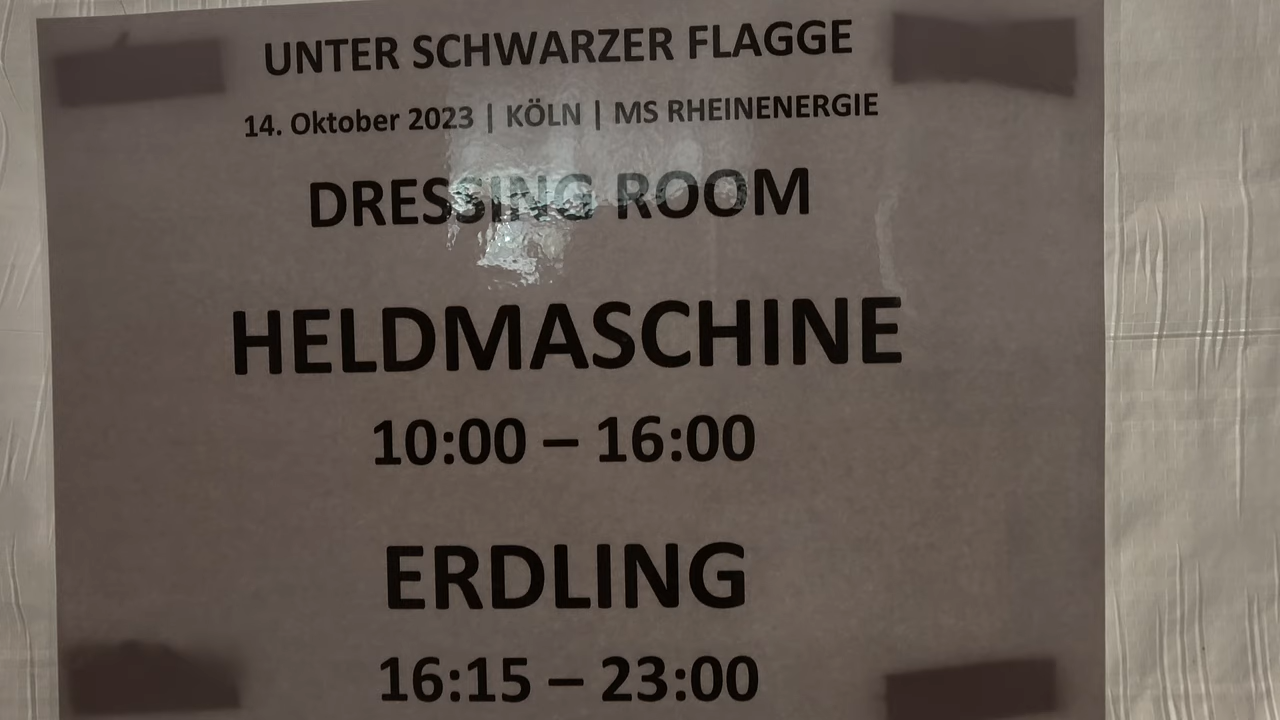 UNTER SCHWARZER FLAGGE
14. Oktober 2023 | KÖLN | MS RHEINENERGIE
DRESSING ROOM
HELDMASCHINE
10:00 – 16:00
ERDLING
16:15 – 23:00